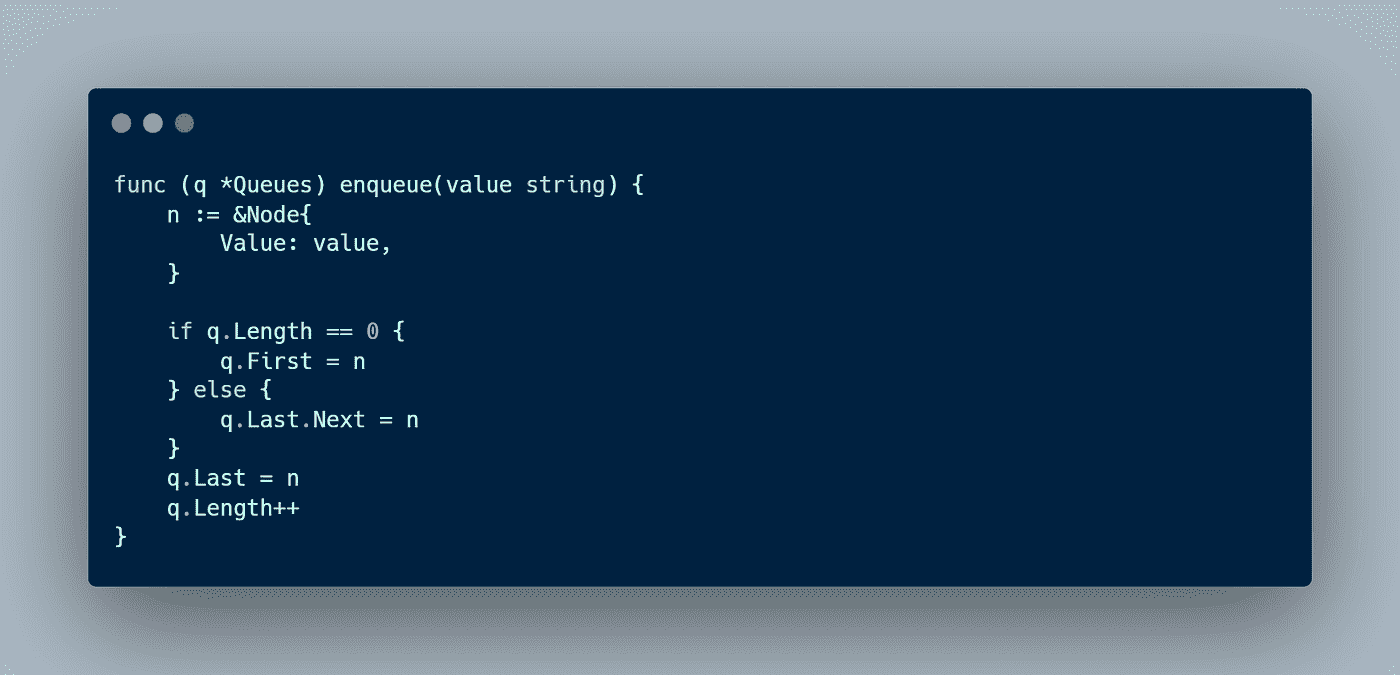 func (q *Queues) enqueue(value string) {
    n := &Node{
        Value: value,
    }

    if q.Length == 0 {
        q.First = n
    } else {
        q.Last.Next = n
    }
    q.Last = n
    q.Length++
}